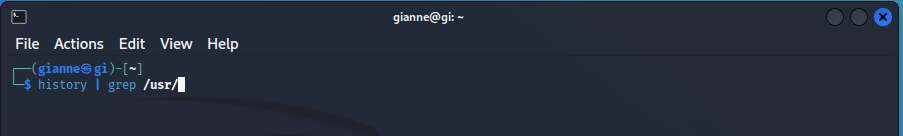 gianne@gi: ~
File Actions Edit View Help
┌──(gianne㉿gi)-[~]
└─$ history | grep /usr/